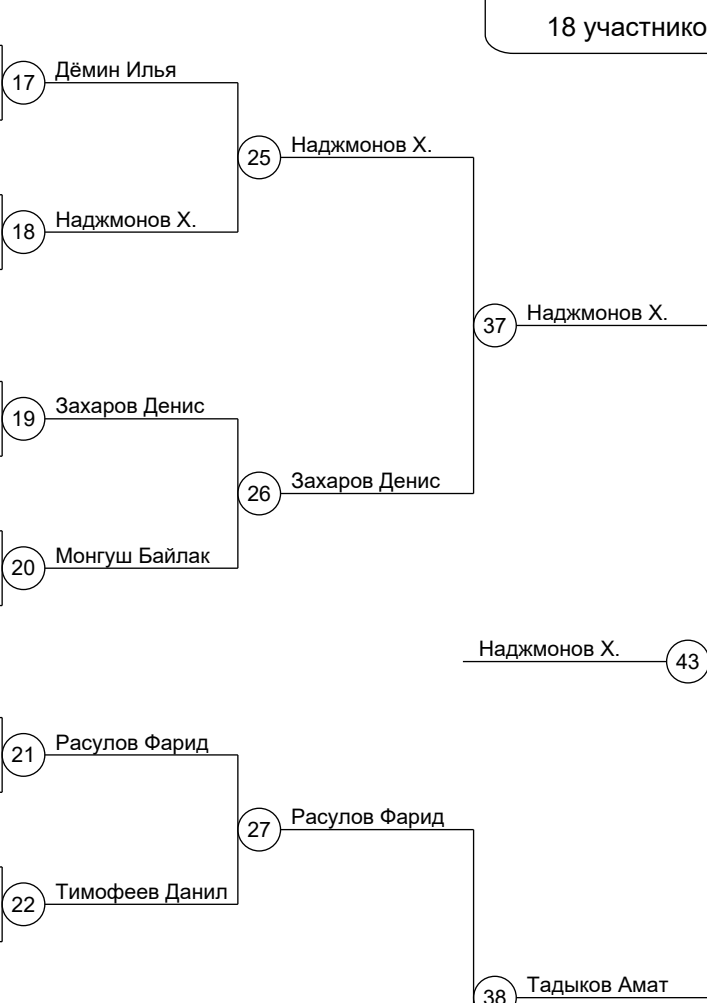 18 участнико
17
Дёмин Илья
25
Наджмонов Х.
18
Наджмонов Х.
37
Наджмонов Х.
19
Захаров Денис
26
Захаров Денис
20
Монгуш Байлак
Наджмонов Х.
43
21
Расулов Фарид
27
Расулов Фарид
22
Тимофеев Данил
38
Тадыков Амат